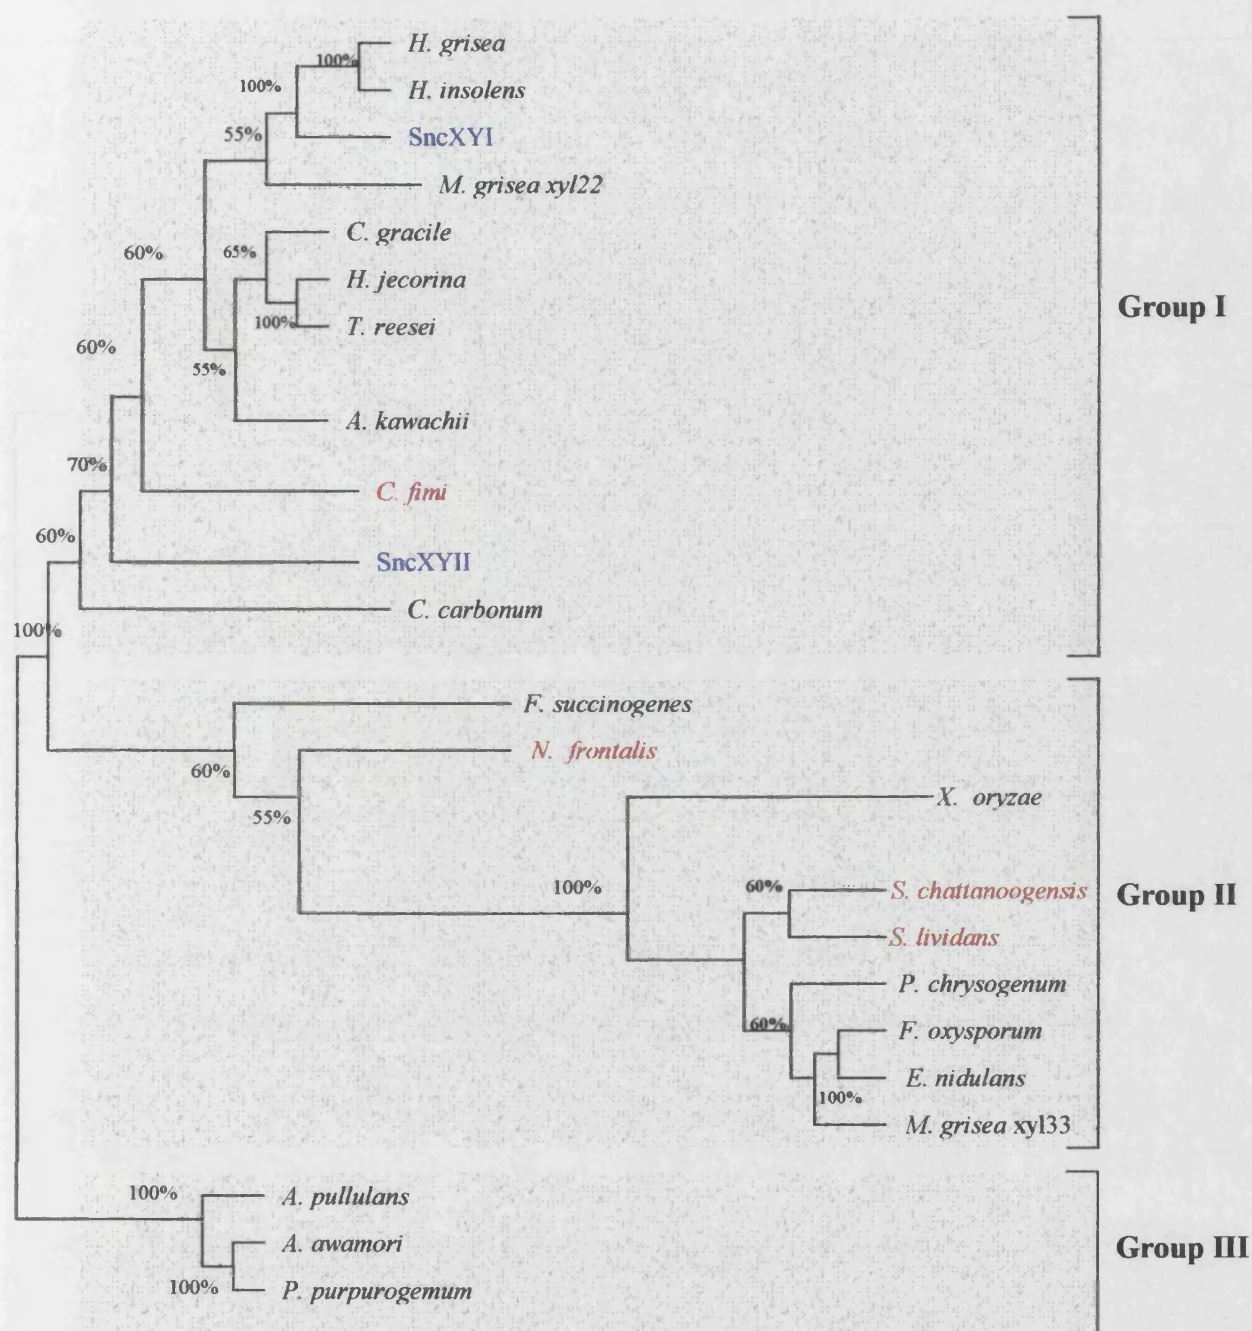 H. grisea
100%
100%
H. insolens
55%
SncXYI
M. grisea xyl22
C. gracile
60%
65%
H. jecorina
100%
T. reesei
Group I
60%
55%
A. kawachii
70%
C. fimi
60%
SncXYII
C. carbonum
100%
F. succinogenes
N. frontalis
60%
X. oryzae
55%
100%
60%
S. chattanoogensis
Group II
S. lividans
P. chrysogenum
60%
F. oxysporum
E. nidulans
100%
M. grisea xyl33
100%
A. pullulans
A. awamori
Group III
100%
P. purpurogemum